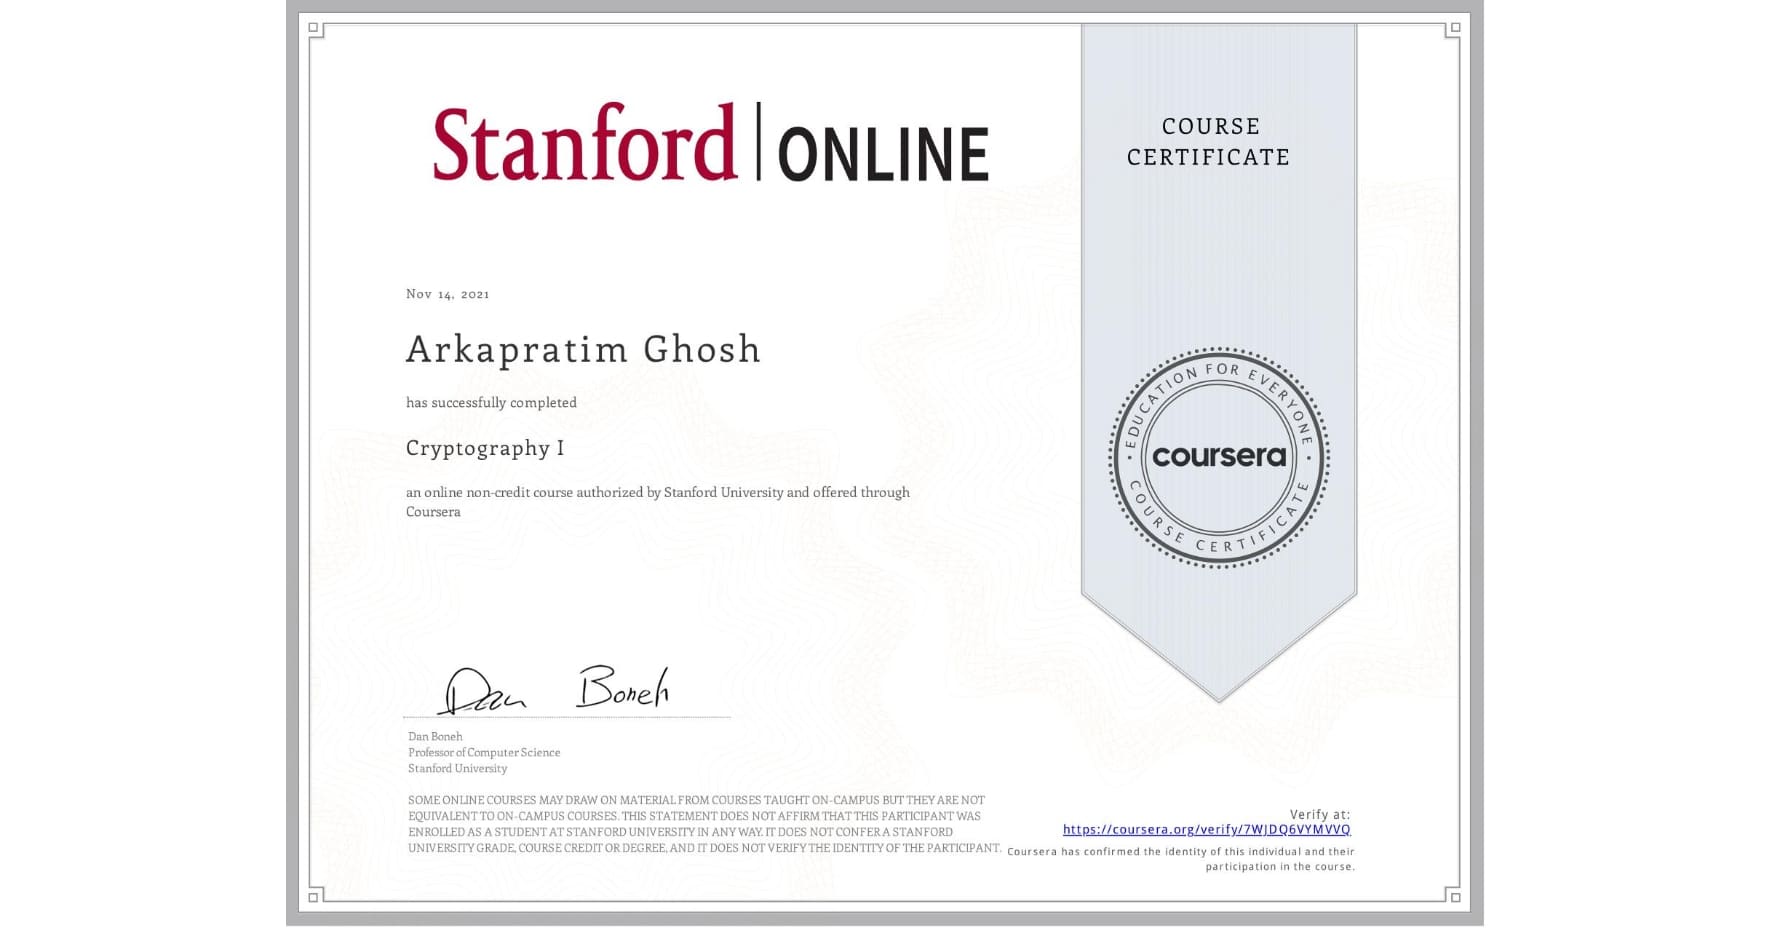 Stanford | ONLINE
COURSE
CERTIFICATE
Nov 14, 2021
Arkapratim Ghosh
has successfully completed
Cryptography I
an online non-credit course authorized by Stanford University and offered through
Coursera
EDUCATION FOR EVERYONE
coursera
COURSE CERTIFICATE
Dan Boneh
Dan Boneh
Professor of Computer Science
Stanford University
SOME ONLINE COURSES MAY DRAW ON MATERIAL FROM COURSES TAUGHT ON-CAMPUS BUT THEY ARE NOT
EQUIVALENT TO ON-CAMPUS COURSES. THIS STATEMENT DOES NOT AFFIRM THAT THIS PARTICIPANT WAS
ENROLLED AS A STUDENT AT STANFORD UNIVERSITY IN ANY WAY. IT DOES NOT CONFER A STANFORD
UNIVERSITY GRADE, COURSE CREDIT OR DEGREE, AND IT DOES NOT VERIFY THE IDENTITY OF THE PARTICIPANT.
Verify at:
https://coursera.org/verify/7WJDQ6VYMVVQ
Coursera has confirmed the identity of this individual and their
participation in the course.